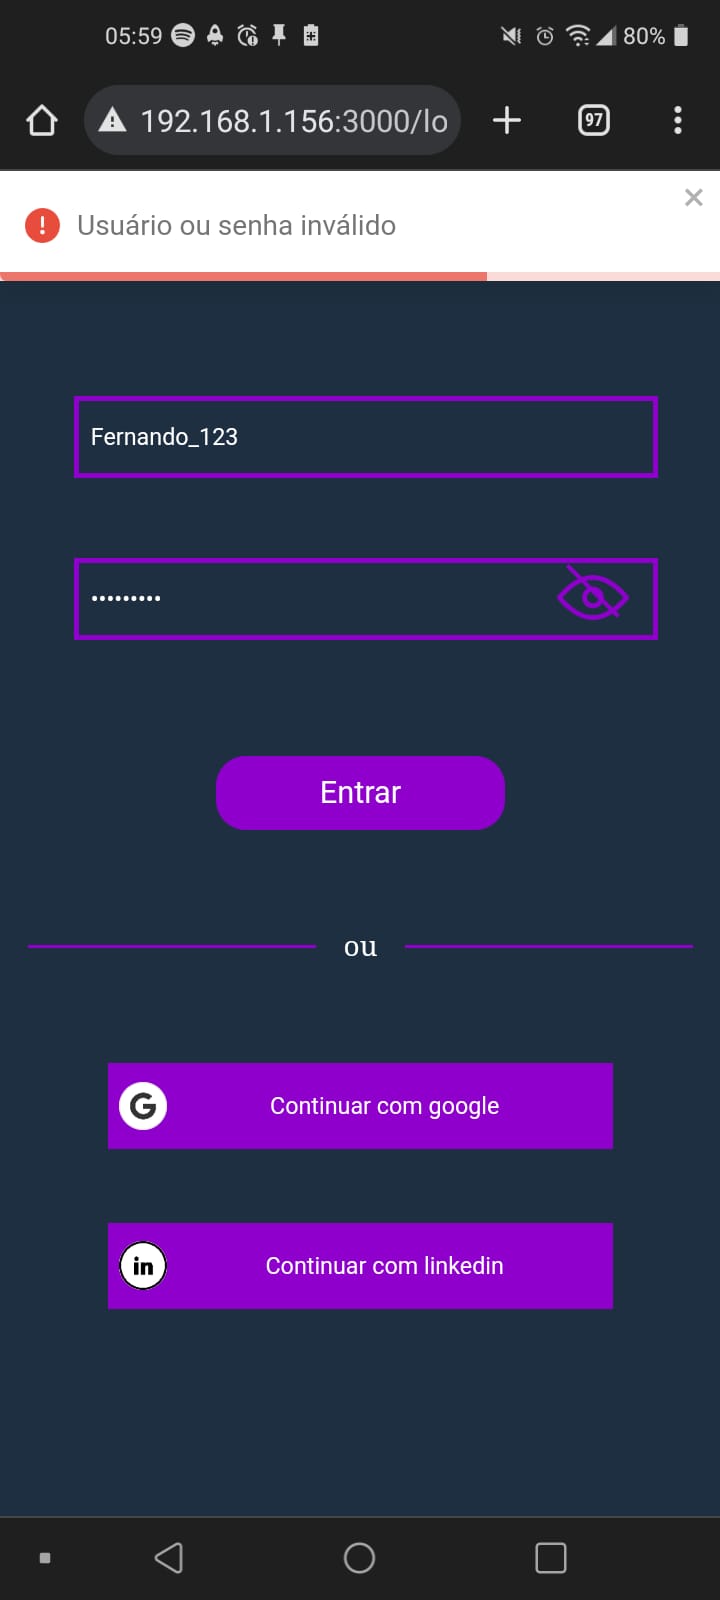 05:59
80%
192.168.1.156:3000/lo
97
Usuário ou senha inválido
Fernando_123
•••••••••
Entrar
ou
G
Continuar com google
in
Continuar com linkedin